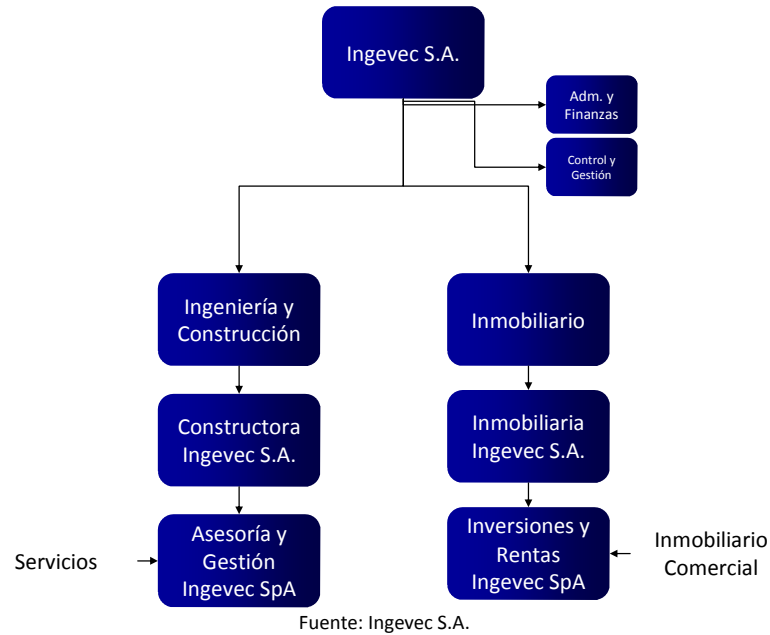 Ingevec S.A.
Adm. y
Finanzas
Control y
Gestión
Ingeniería y
Construcción
Inmobiliario
Constructora
Ingevec S.A.
Inmobiliaria
Ingevec S.A.
Servicios
Asesoría y
Gestión
Ingevec SpA
Inversiones y
Rentas
Ingevec SpA
Inmobiliario
Comercial
Fuente: Ingevec S.A.